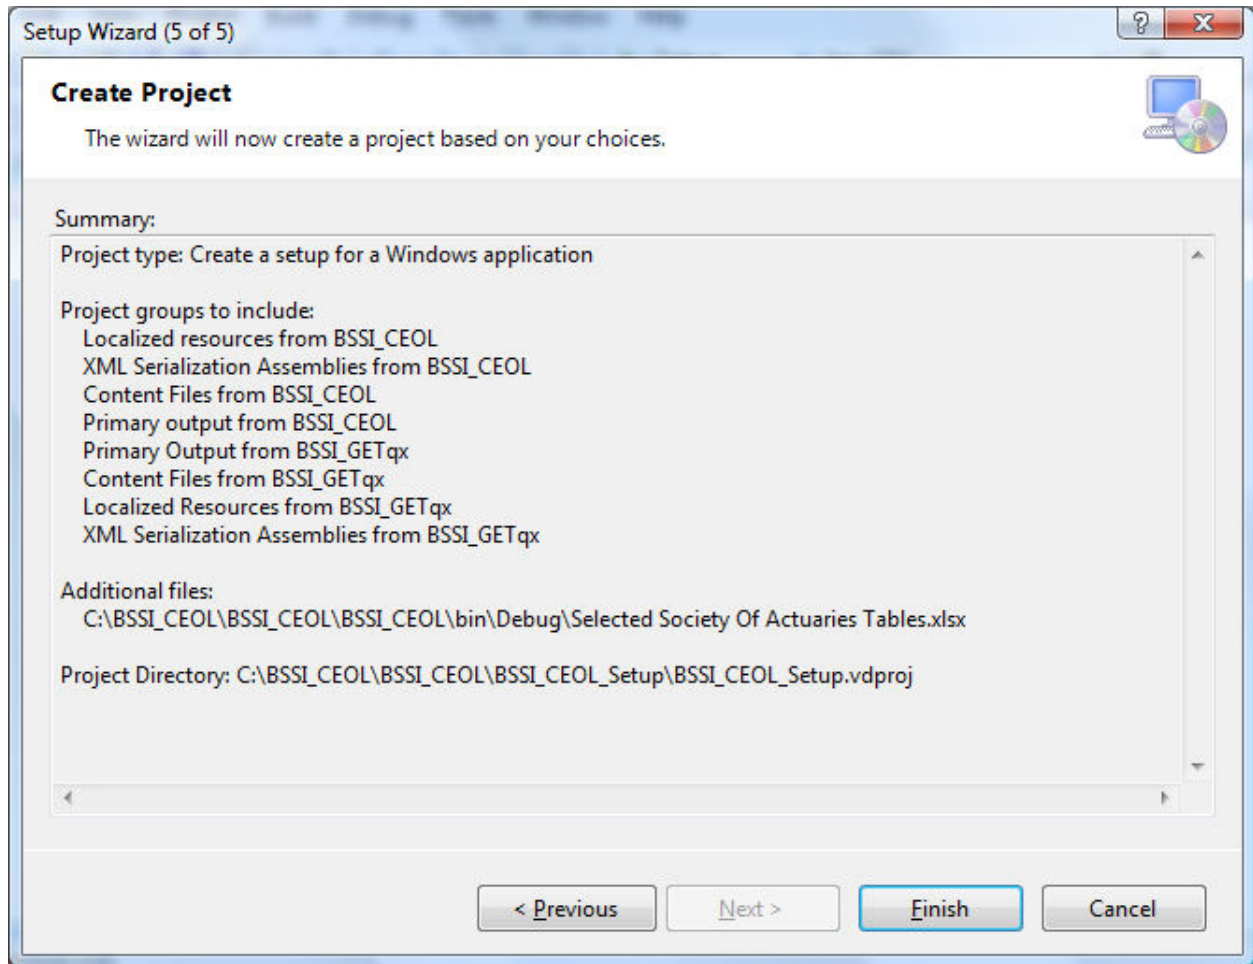 Setup Wizard (5 of 5)
?
Create Project
The wizard will now create a project based on your choices.
Summary:
Project type: Create a setup for a Windows application
Project groups to include:
Localized resources from BSSI_CEOL
XML Serialization Assemblies from BSSI_CEOL
Content Files from BSSI_CEOL
Primary output from BSSI_CEOL
Primary Output from BSSI_GETqx
Content Files from BSSI_GETqx
Localized Resources from BSSI_GETqx
XML Serialization Assemblies from BSSI_GETqx
Additional files:
C:\BSSI_CEOL\BSSI_CEOL\BSSI_CEOL\bin\Debug\Selected Society Of Actuaries Tables.xlsx
Project Directory: C:\BSSI_CEOL\BSSI_CEOL\BSSI_CEOL_Setup\BSSI_CEOL_Setup.vdproj
< Previous
Next >
Finish
Cancel